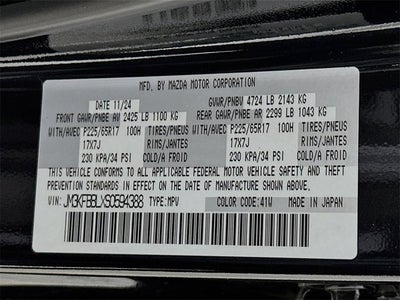 MFD. BY MAZDA MOTOR CORPORATION
DATE 11/24 GVWR/PNBV 4724 LB 2143 KG
FRONT GAWR/PNBE AV 2425 LB 1100 KG REAR GAWR/PNBE AR 2299 LB 1043 KG
WITH/AVEC P225/65R17 100H TIRES/PNEUS WITH/AVEC P225/65R17 100H TIRES/PNEUS
17X7J RIMS/JANTES 17X7J RIMS/JANTES
230 KPA/34 PSI COLD/A FROID 230 KPA/34 PSI COLD/A FROID
THIS VEHICLE CONFORMS TO ALL APPLICABLE FEDERAL MOTOR VEHICLE SAFETY AND THEFT
PREVENTION STANDARDS IN EFFECT ON THE DATE OF MANUFACTURE SHOWN ABOVE.
VIN: JM3KFBBLXS0594388 TYPE:MPV COLOR CODE:41W MADE IN JAPAN